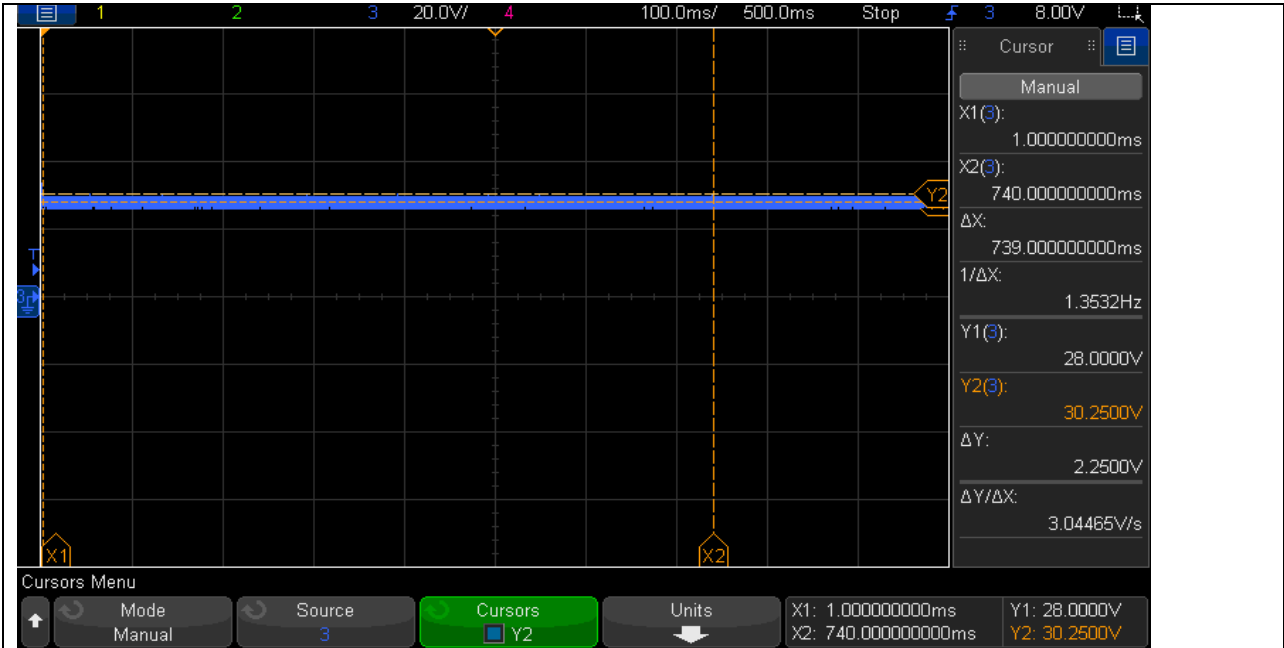 1 2 3 20.0V/ 4 100.0ms/ 500.0ms Stop 3 8.00V
Cursor
Manual
X1(3):
1.000000000ms
X2(3):
740.000000000ms
ΔX:
739.000000000ms
1/ΔX:
1.3532Hz
Y1(3):
28.0000V
Y2(3):
30.2500V
ΔY:
2.2500V
ΔY/ΔX:
3.04465V/s
Y2
T
3
X1 X2
Cursors Menu
Mode
Manual
Source
3
Cursors
Y2
Units
X1: 1.000000000ms
X2: 740.000000000ms
Y1: 28.0000V
Y2: 30.2500V